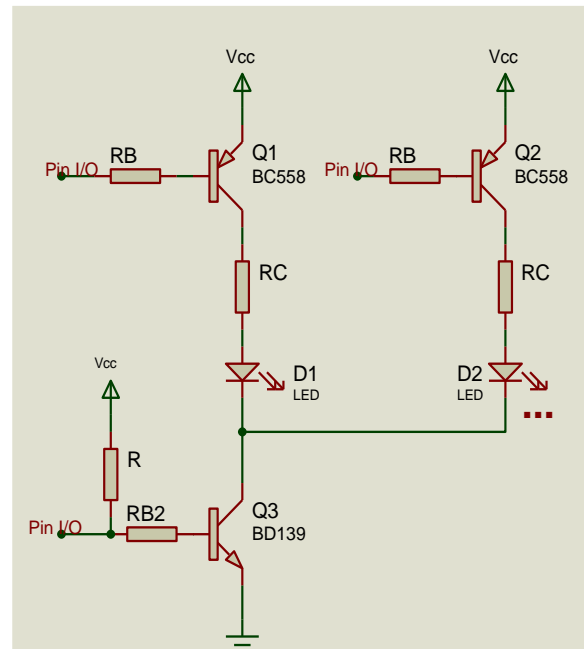 Vcc
Vcc
Pin I/O
RB
Q1
BC558
Pin I/O
RB
Q2
BC558
RC
RC
D1
LED
D2
LED
...
Vcc
R
Pin I/O
RB2
Q3
BD139